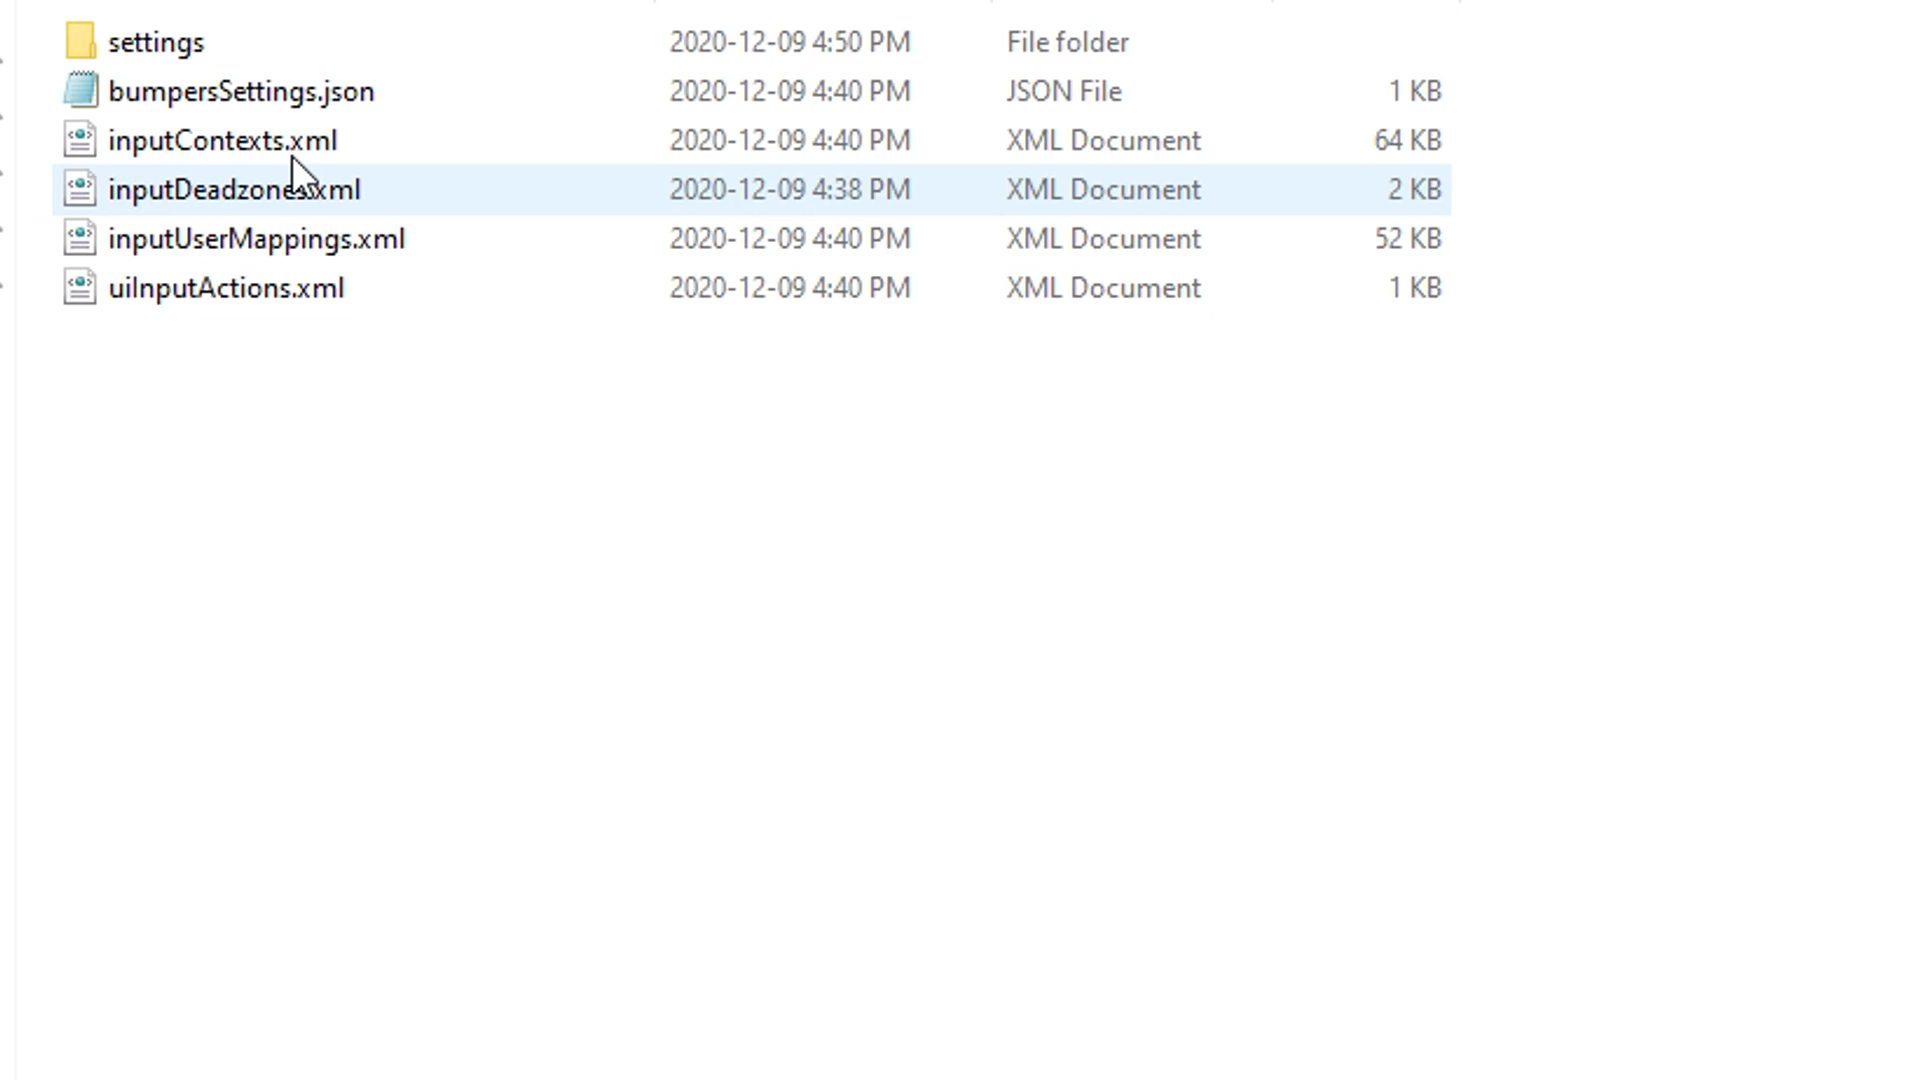 settings 2020-12-09 4:50 PM File folder
bumpersSettings.json 2020-12-09 4:40 PM JSON File 1 KB
inputContexts.xml 2020-12-09 4:40 PM XML Document 64 KB
inputDeadzones.xml 2020-12-09 4:38 PM XML Document 2 KB
inputUserMappings.xml 2020-12-09 4:40 PM XML Document 52 KB
uiInputActions.xml 2020-12-09 4:40 PM XML Document 1 KB